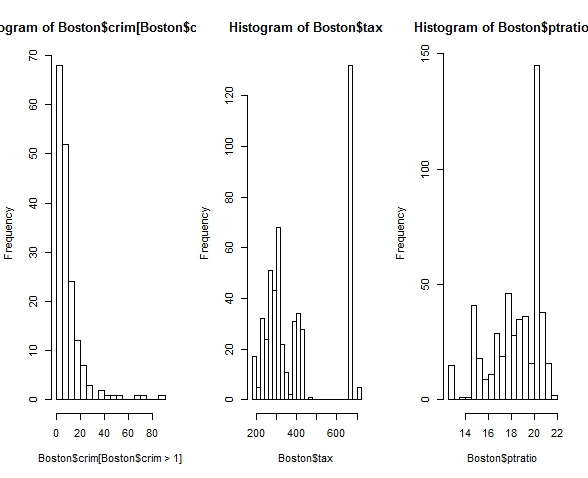 ogram of Boston$crim[Boston$c
Histogram of Boston$tax
Histogram of Boston$ptratio
Frequency
0 10 20 30 40 50 60 70
0 20 40 60 80
Boston$crim[Boston$crim > 1]
Frequency
0 20 40 60 80 100 120
200 400 600
Boston$tax
Frequency
0 50 100 150
14 16 18 20 22
Boston$ptratio